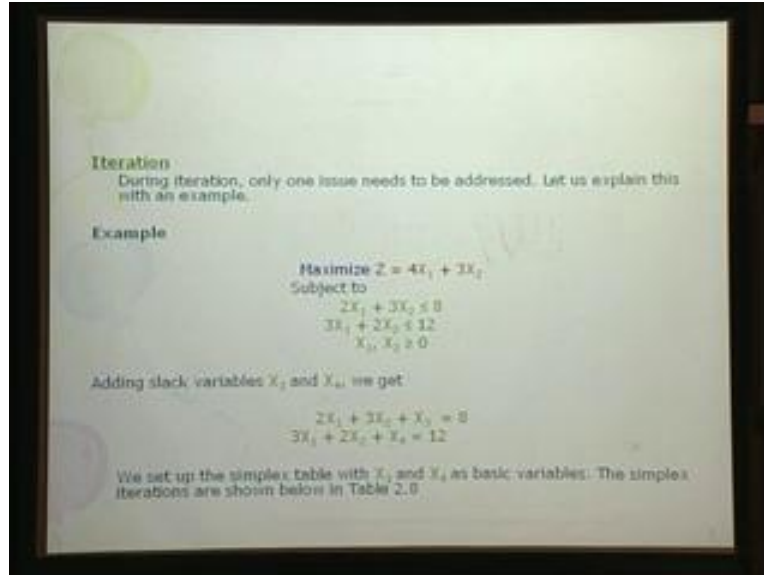 Iteration
During iteration, only one issue needs to be addressed. Let us explain this
with an example.
Example
Maximize Z = 4X₁ + 3X₂
Subject to
2X₁ + 3X₂ ≤ 8
3X₁ + 2X₂ ≤ 12
X₁, X₂ ≥ 0
Adding slack variables X₃ and X₄, we get
2X₁ + 3X₂ + X₃ = 8
3X₁ + 2X₂ + X₄ = 12
We set up the simplex table with X₃ and X₄ as basic variables. The simplex
iterations are shown below in Table 2.8